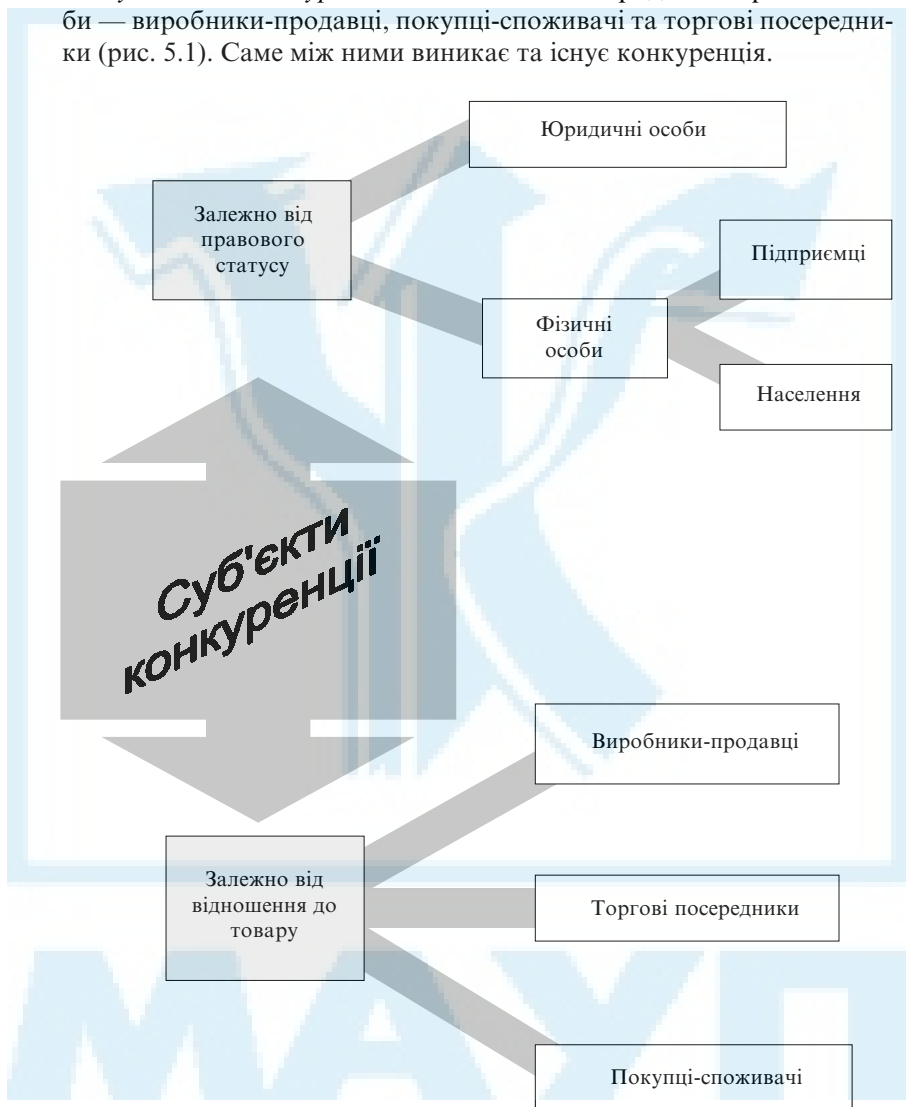 би — виробники-продавці, покупці-споживачі та торгові посередни-
ки (рис. 5.1). Саме між ними виникає та існує конкуренція.
Юридичні особи
Залежно від
правового
статусу
Підприємці
Фізичні
особи
Населення
Суб'єкти
конкуренції
Виробники-продавці
Залежно від
відношення до
товару
Торгові посередники
Покупці-споживачі
МАУП